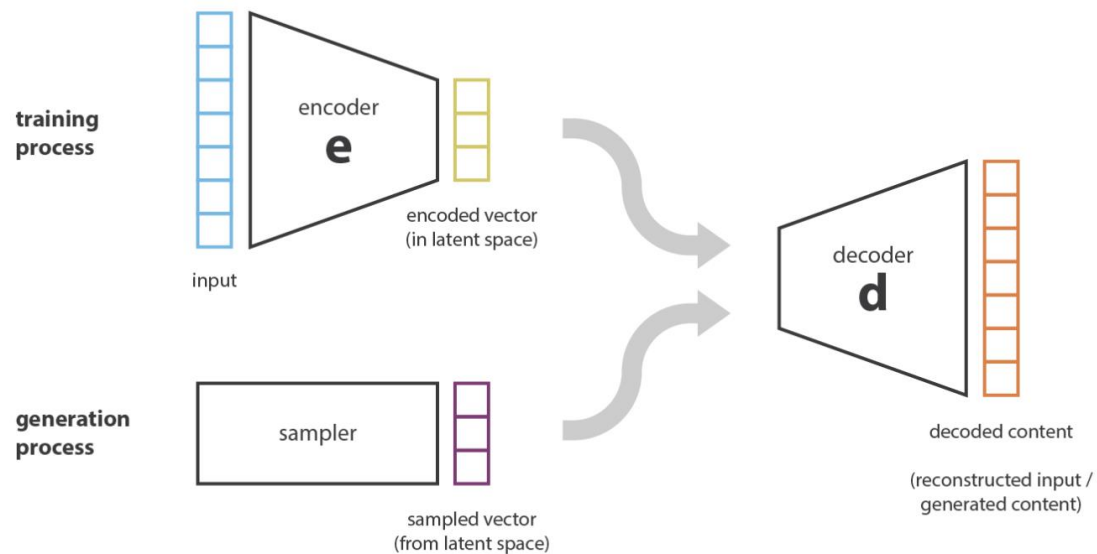 training
process
encoder
e
encoded vector
(in latent space)
input
decoder
d
generation
process
sampler
sampled vector
(from latent space)
decoded content
(reconstructed input /
generated content)